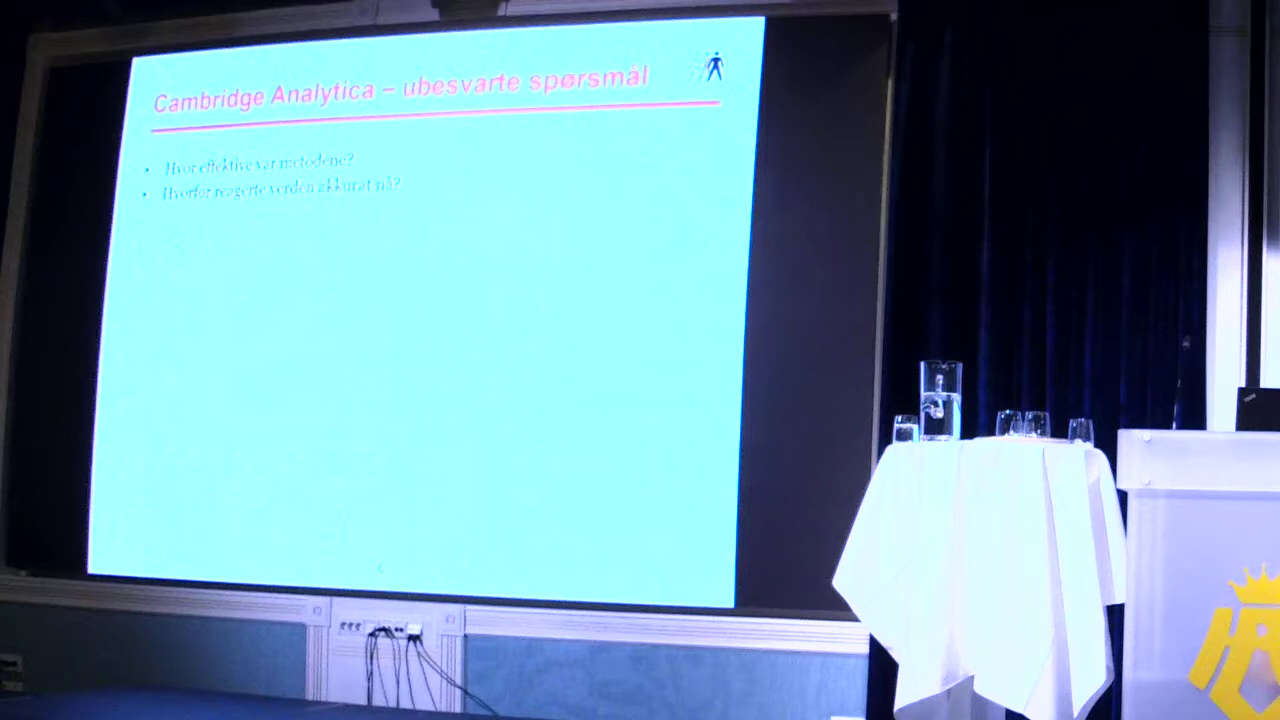 Cambridge Analytica – ubesvarte spørsmål
• Hvor effektive var metodene?
• Hvorfor reagerte verden akkurat nå?